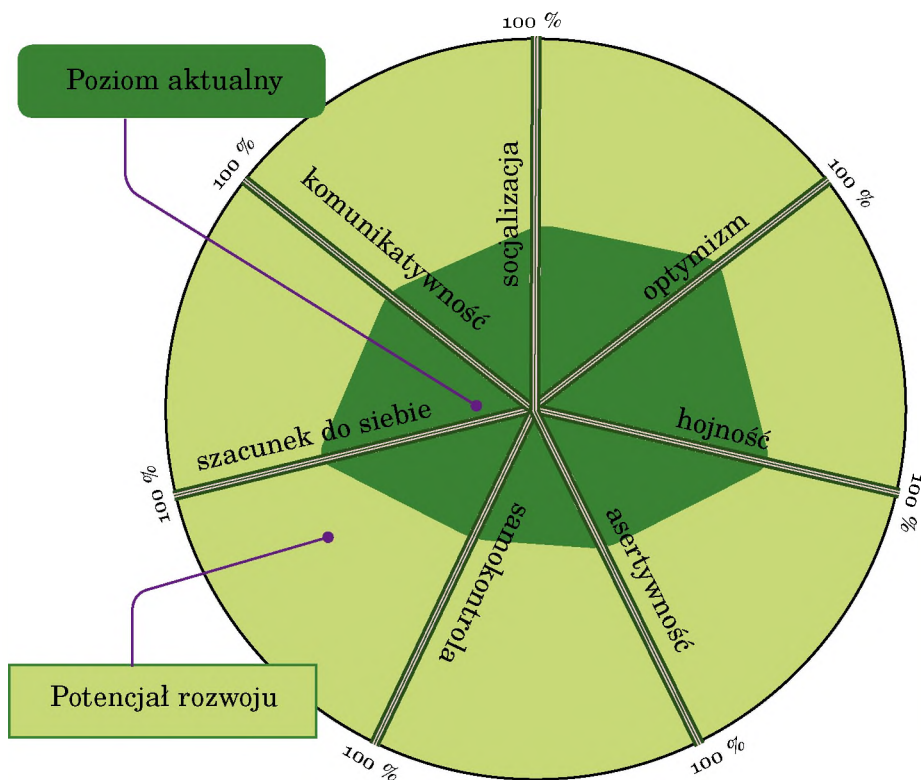 100 %
Poziom aktualny
100 %
100 %
komunikatywność
socjalizacja
optymizm
szacunek do siebie
hojność
100 %
100 %
samokontrola
asertywność
Potencjał rozwoju
100 %
100 %